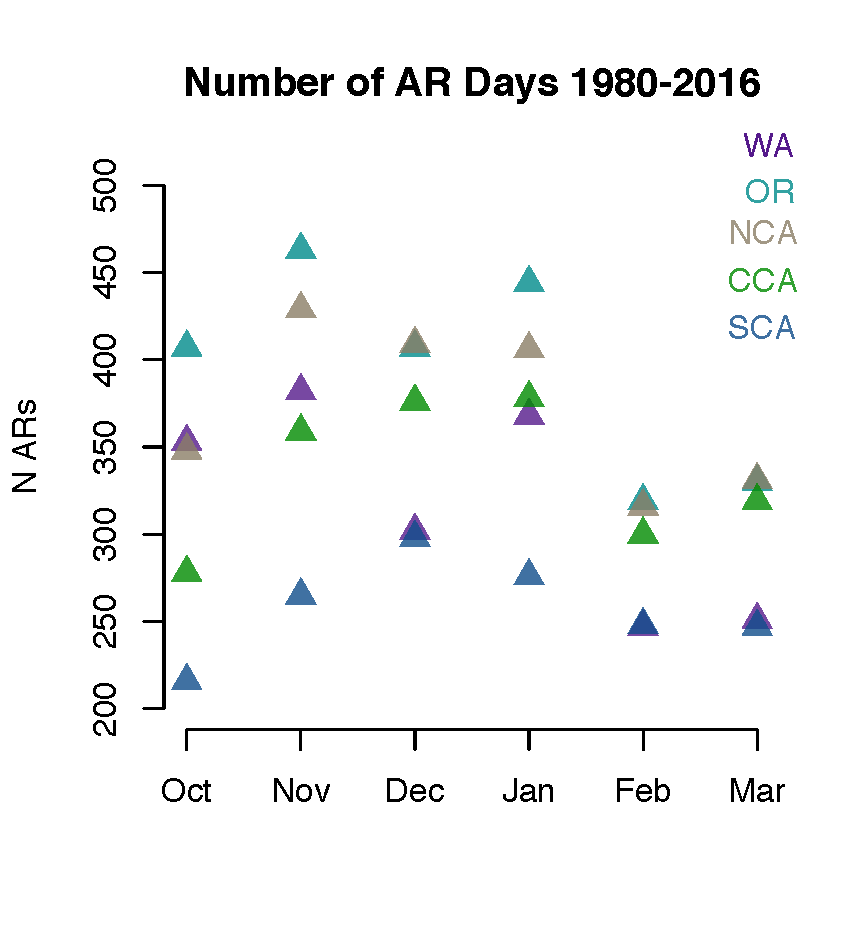 Number of AR Days 1980-2016
WA
OR
NCA
CCA
SCA
N ARs
500
450
400
350
300
250
200
Oct Nov Dec Jan Feb Mar